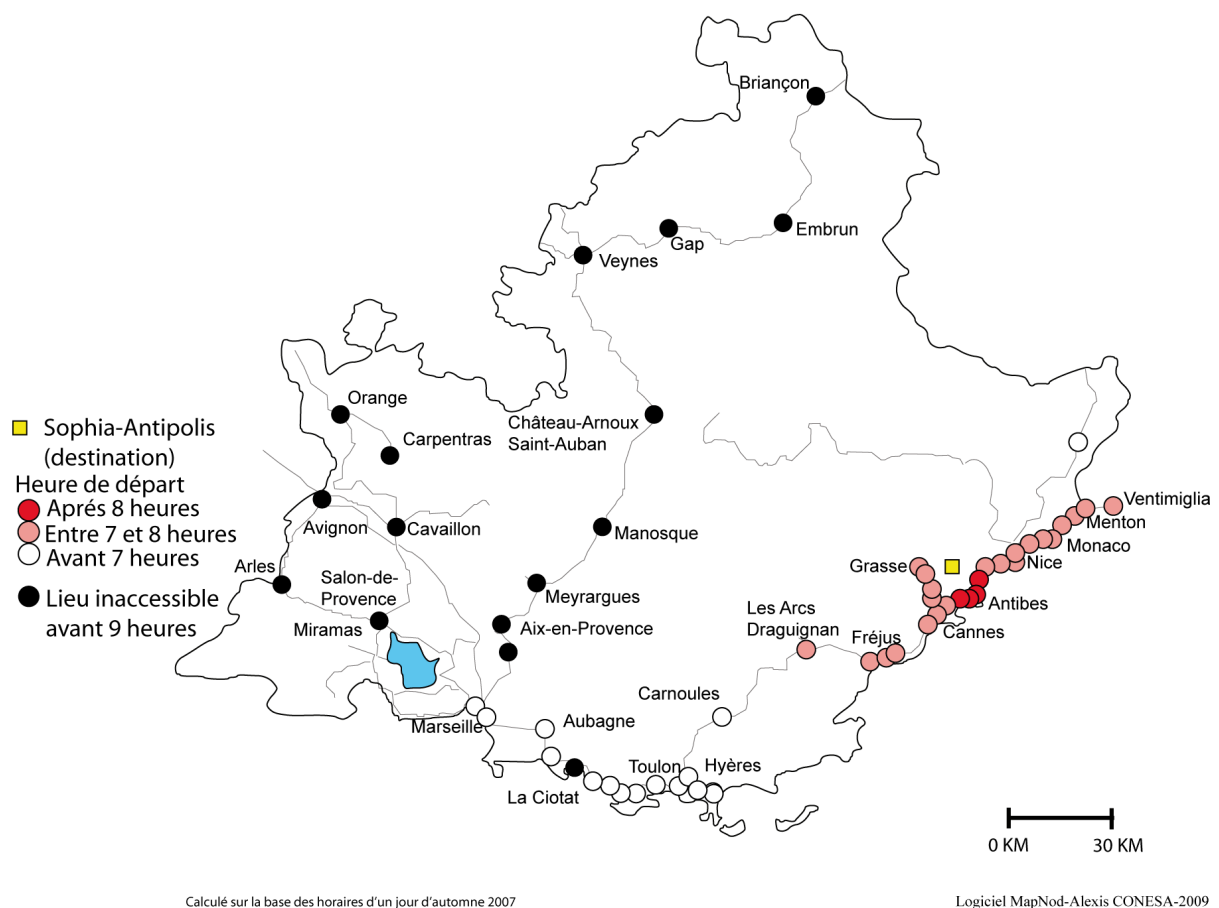 Briançon
Embrun
Gap
Veynes
Orange
Carpentras
Château-Arnoux
Saint-Auban
Sophia-Antipolis
(destination)
Heure de départ
Aprés 8 heures
Entre 7 et 8 heures
Avant 7 heures
Lieu inaccessible
avant 9 heures
Avignon
Cavaillon
Manosque
Ventimiglia
Menton
Monaco
Nice
Arles
Salon-de-
Provence
Miramas
Meyrargues
Aix-en-Provence
Grasse
Antibes
Cannes
Les Arcs
Draguignan
Fréjus
Carnoules
Marseille
Aubagne
La Ciotat
Toulon
Hyères
0 KM
30 KM
Calculé sur la base des horaires d'un jour d'automne 2007
Logiciel MapNod-Alexis CONESA-2009